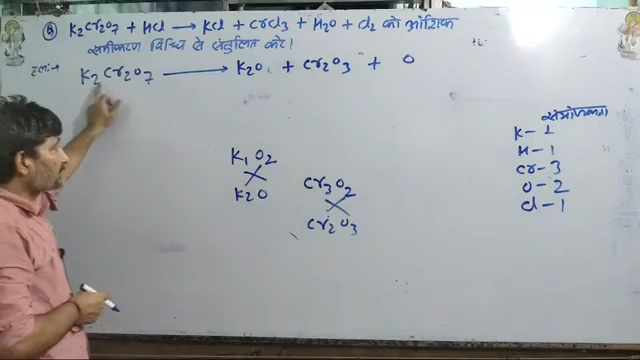 (B) K₂Cr₂O₇ + HCl ⟶ KCl + CrCl₃ + H₂O + Cl₂ को आंशिक
समीकरण विधि से संतुलित करें।
हल:→ K₂Cr₂O₇ ⟶ K₂O + Cr₂O₃ + O
संयोजकता
K- 1
H- 1
Cr- 3
O- 2
Cl- 1
K₁ O₂
K₂O
Cr₃ O₂
Cr₂O₃